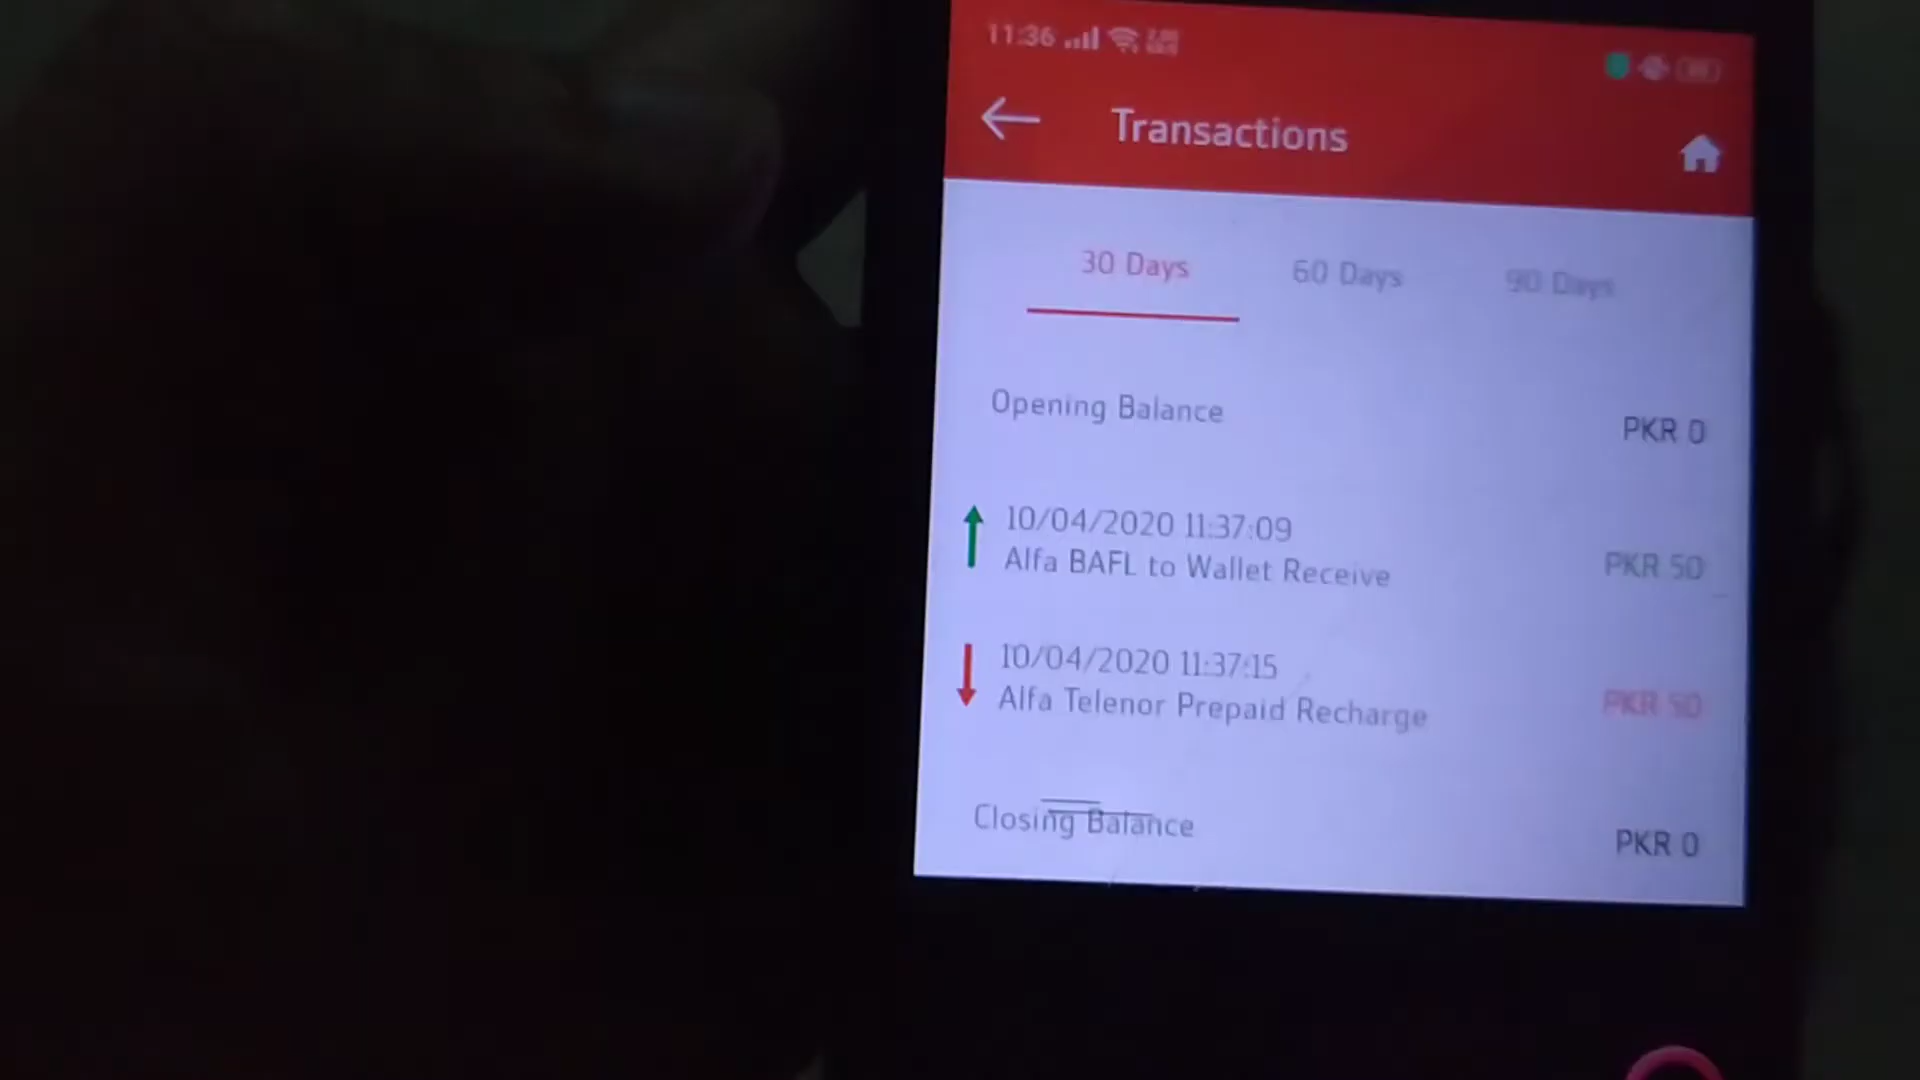 11:36
Transactions
30 Days
60 Days
90 Days
Opening Balance
PKR 0
10/04/2020 11:37:09
Alfa BAFL to Wallet Receive
PKR 50
10/04/2020 11:37:15
Alfa Telenor Prepaid Recharge
PKR 50
Closing Balance
PKR 0